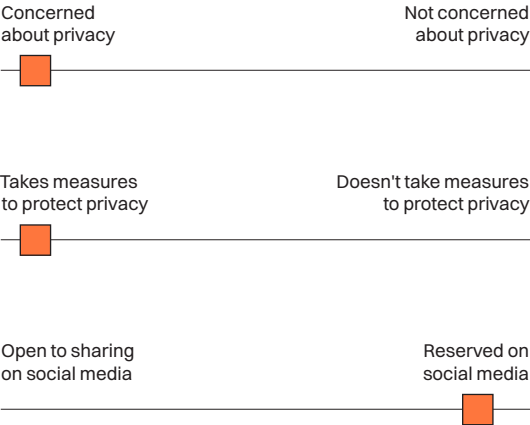 Concerned
about privacy
Not concerned
about privacy
Takes measures
to protect privacy
Doesn't take measures
to protect privacy
Open to sharing
on social media
Reserved on
social media